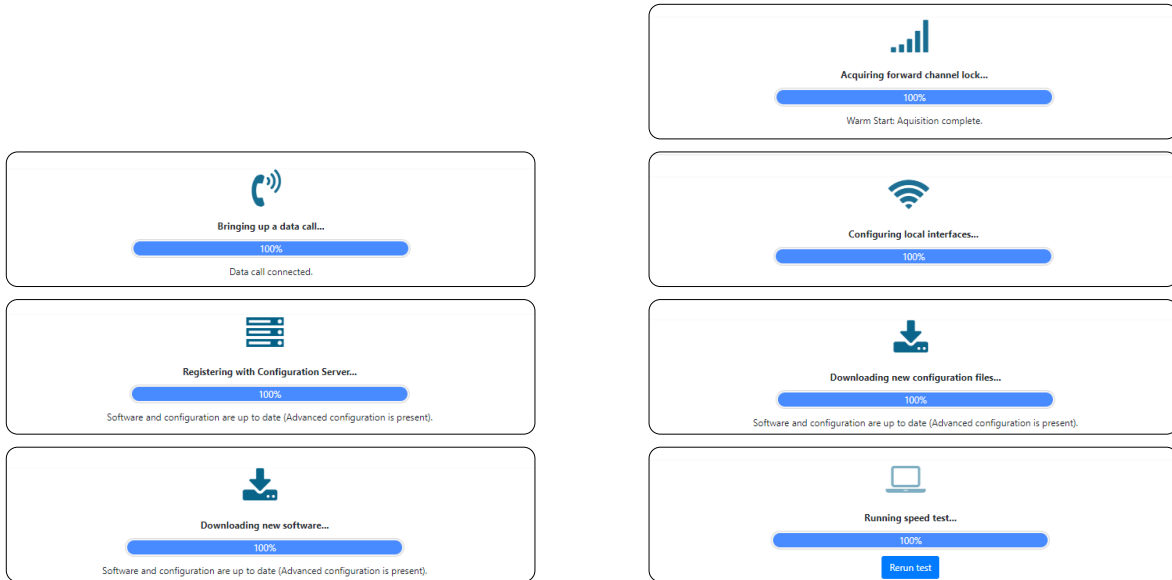 Acquiring forward channel lock...
100%
Warm Start: Aquisition complete.
Bringing up a data call...
100%
Data call connected.
Configuring local interfaces...
100%
Registering with Configuration Server...
100%
Software and configuration are up to date (Advanced configuration is present).
Downloading new configuration files...
100%
Software and configuration are up to date (Advanced configuration is present).
Downloading new software...
100%
Software and configuration are up to date (Advanced configuration is present).
Running speed test...
100%
Rerun test